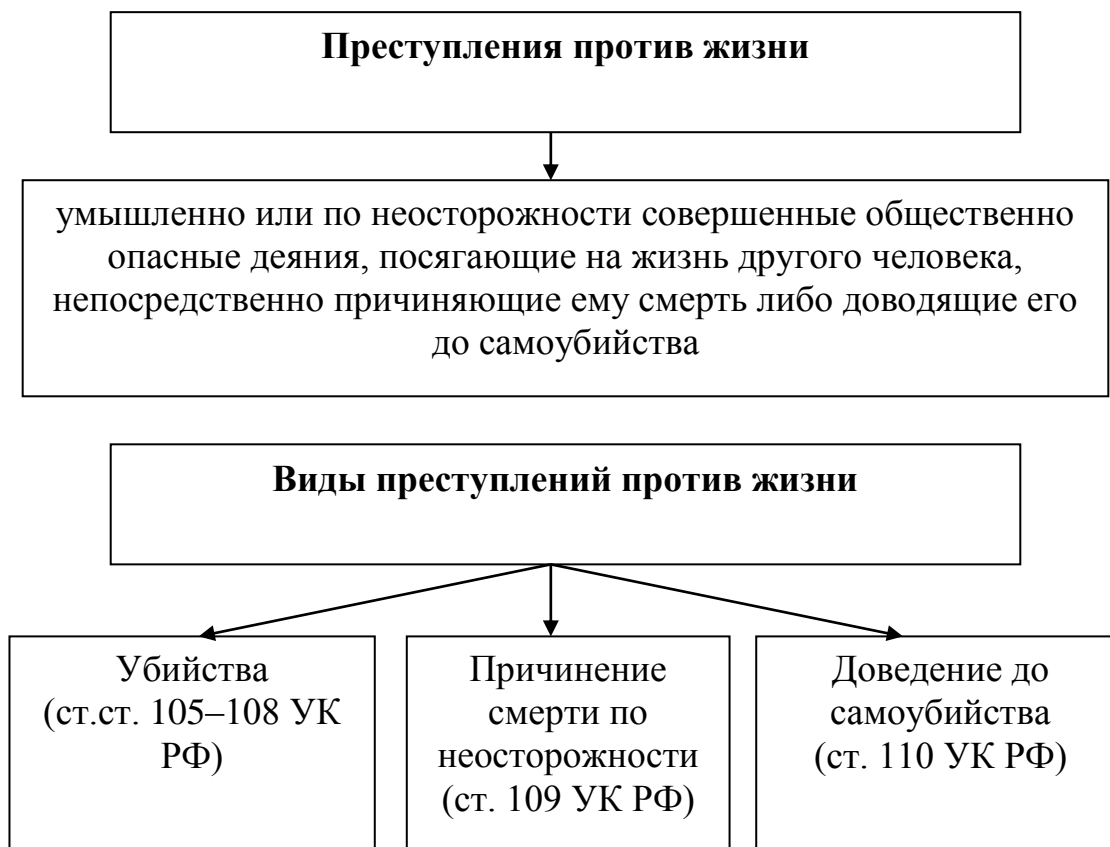 Преступления против жизни
умышленно или по неосторожности совершенные общественно
опасные деяния, посягающие на жизнь другого человека,
непосредственно причиняющие ему смерть либо доводящие его
до самоубийства
Виды преступлений против жизни
Убийства
(ст.ст. 105–108 УК
РФ)
Причинение
смерти по
неосторожности
(ст. 109 УК РФ)
Доведение до
самоубийства
(ст. 110 УК РФ)